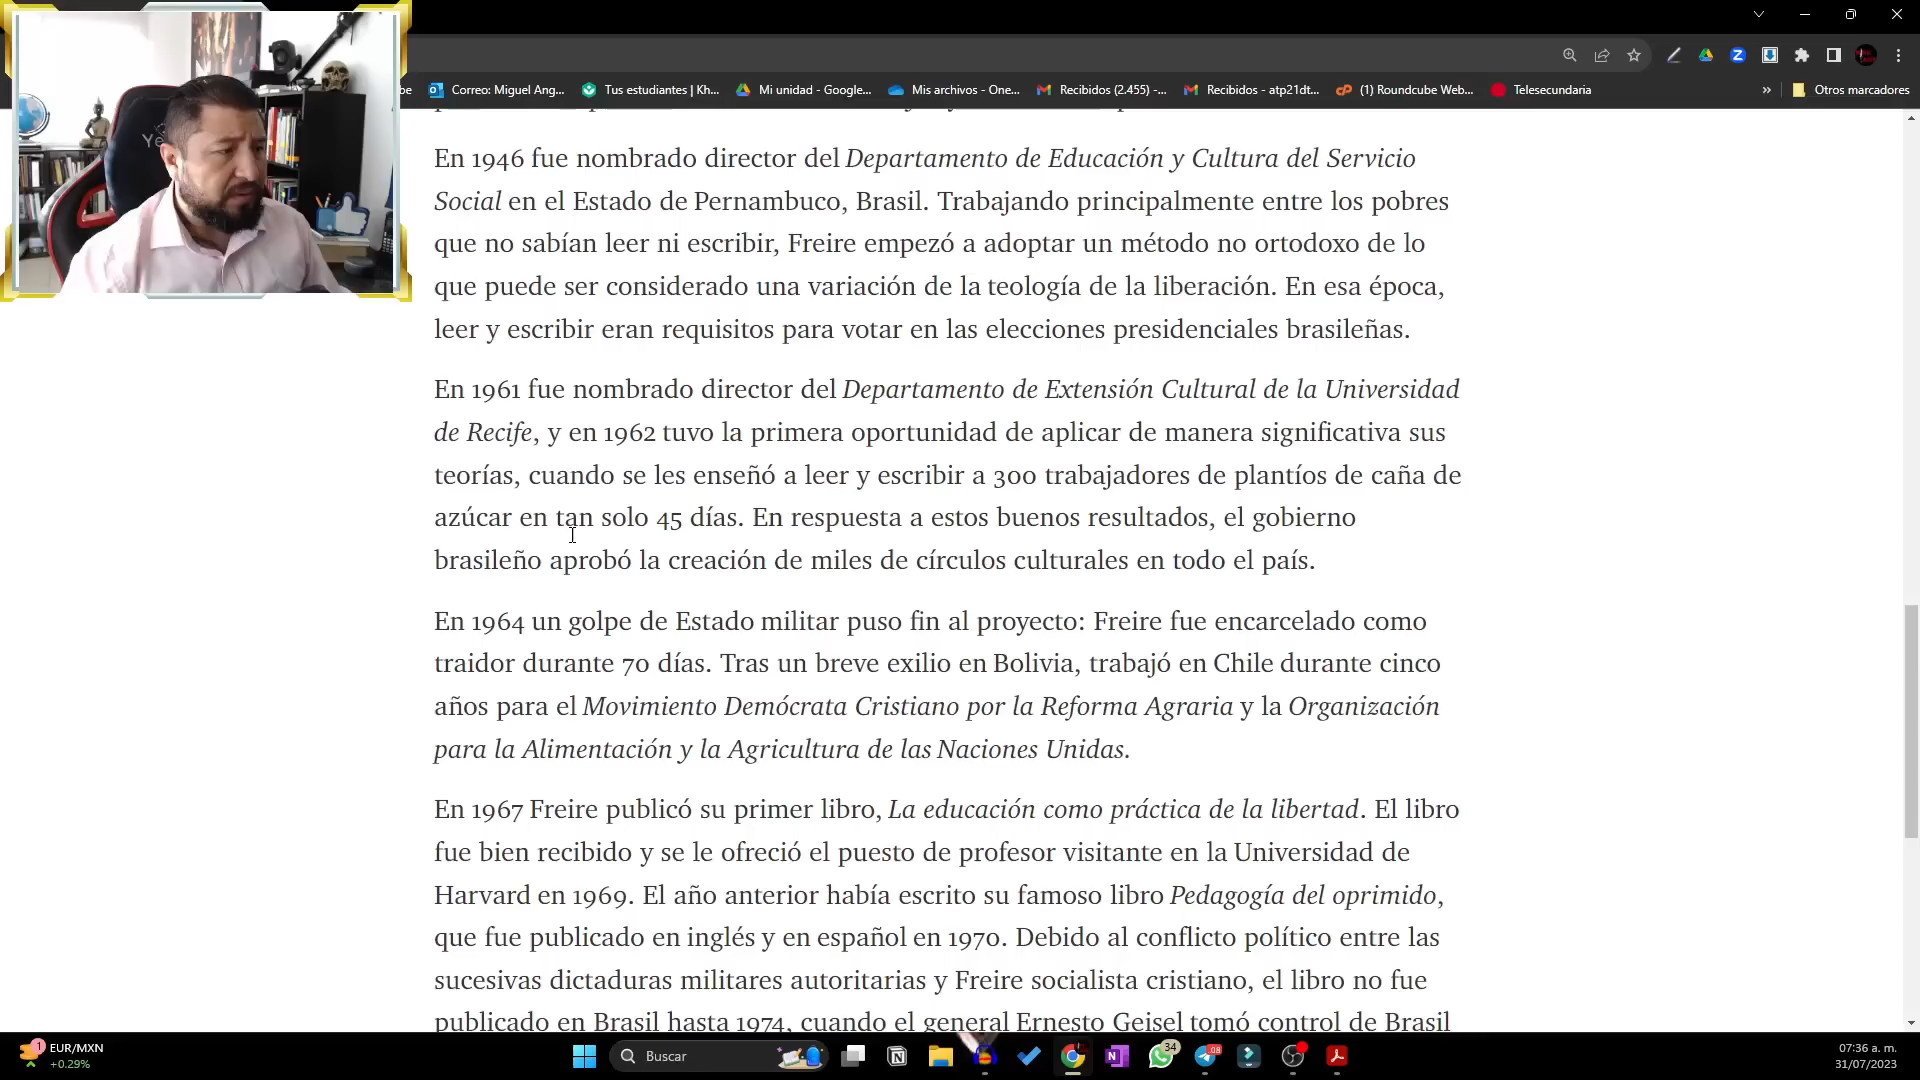 be
Correo: Miguel Ang...
Tus estudiantes | Kh...
Mi unidad - Google...
Mis archivos - One...
Recibidos (2.455) -...
Recibidos - atp21dt...
(1) Roundcube Web...
Telesecundaria
»
Otros marcadores
En 1946 fue nombrado director del Departamento de Educación y Cultura del Servicio
Social en el Estado de Pernambuco, Brasil. Trabajando principalmente entre los pobres
que no sabían leer ni escribir, Freire empezó a adoptar un método no ortodoxo de lo
que puede ser considerado una variación de la teología de la liberación. En esa época,
leer y escribir eran requisitos para votar en las elecciones presidenciales brasileñas.
En 1961 fue nombrado director del Departamento de Extensión Cultural de la Universidad
de Recife, y en 1962 tuvo la primera oportunidad de aplicar de manera significativa sus
teorías, cuando se les enseñó a leer y escribir a 300 trabajadores de plantíos de caña de
azúcar en tan solo 45 días. En respuesta a estos buenos resultados, el gobierno
brasileño aprobó la creación de miles de círculos culturales en todo el país.
En 1964 un golpe de Estado militar puso fin al proyecto: Freire fue encarcelado como
traidor durante 70 días. Tras un breve exilio en Bolivia, trabajó en Chile durante cinco
años para el Movimiento Demócrata Cristiano por la Reforma Agraria y la Organización
para la Alimentación y la Agricultura de las Naciones Unidas.
En 1967 Freire publicó su primer libro, La educación como práctica de la libertad. El libro
fue bien recibido y se le ofreció el puesto de profesor visitante en la Universidad de
Harvard en 1969. El año anterior había escrito su famoso libro Pedagogía del oprimido,
que fue publicado en inglés y en español en 1970. Debido al conflicto político entre las
sucesivas dictaduras militares autoritarias y Freire socialista cristiano, el libro no fue
publicado en Brasil hasta 1974, cuando el general Ernesto Geisel tomó control de Brasil
1
EUR/MXN
+0.29%
Buscar
34
07:36 a. m.
31/07/2023